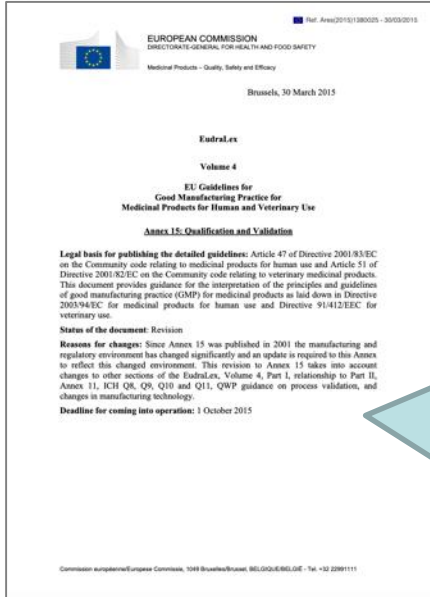 Ref. Ares(2015)1380025 - 30/03/2015
EUROPEAN COMMISSION
DIRECTORATE-GENERAL FOR HEALTH AND FOOD SAFETY
Medicinal Products – Quality, Safety and Efficacy
Brussels, 30 March 2015
EudraLex
Volume 4
EU Guidelines for
Good Manufacturing Practice for
Medicinal Products for Human and Veterinary Use
Annex 15: Qualification and Validation
Legal basis for publishing the detailed guidelines: Article 47 of Directive 2001/83/EC
on the Community code relating to medicinal products for human use and Article 51 of
Directive 2001/82/EC on the Community code relating to veterinary medicinal products.
This document provides guidance for the interpretation of the principles and guidelines
of good manufacturing practice (GMP) for medicinal products as laid down in Directive
2003/94/EC for medicinal products for human use and Directive 91/412/EEC for
veterinary use.
Status of the document: Revision
Reasons for changes: Since Annex 15 was published in 2001 the manufacturing and
regulatory environment has changed significantly and an update is required to this Annex
to reflect this changed environment. This revision to Annex 15 takes into account
changes to other sections of the EudraLex, Volume 4, Part I, relationship to Part II,
Annex 11, ICH Q8, Q9, Q10 and Q11, QWP guidance on process validation, and
changes in manufacturing technology.
Deadline for coming into operation: 1 October 2015
Commission européenne/Europese Commissie, 1049 Bruxelles/Brussel, BELGIQUE/BELGIË - Tel. +32 22991111